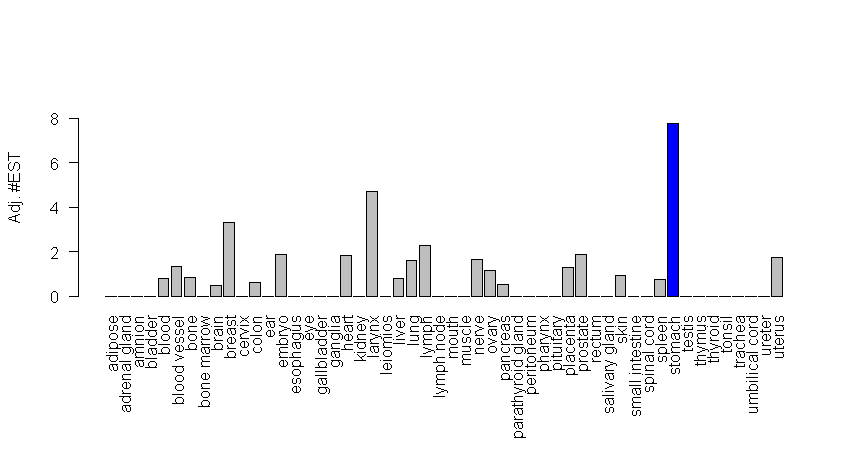 Adj. #EST
8
6
4
2
0
adipose
adrenal gland
amnion
bladder
blood
blood vessel
bone
bone marrow
brain
breast
cervix
colon
ear
embryo
esophagus
eye
gallbladder
ganglia
heart
kidney
larynx
leiomios
liver
lung
lymph
lymph node
mouth
muscle
nerve
ovary
pancreas
parathyroid gland
peritoneum
pharynx
pituitary
placenta
prostate
rectum
salivary gland
skin
small intestine
spinal cord
spleen
stomach
testis
thymus
thyroid
tonsil
trachea
umbilical cord
ureter
uterus